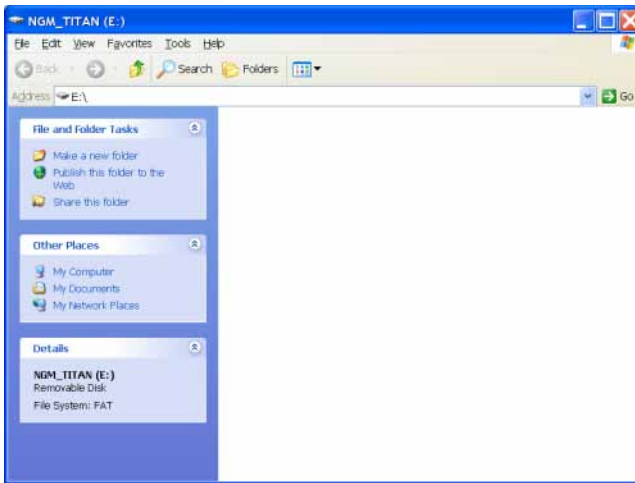 NGM_TITAN (E:)
File Edit View Favorites Tools Help
Back Search Folders
Address E:\ Go
File and Folder Tasks
Make a new folder
Publish this folder to the
Web
Share this folder
Other Places
My Computer
My Documents
My Network Places
Details
NGM_TITAN (E:)
Removable Disk
File System: FAT